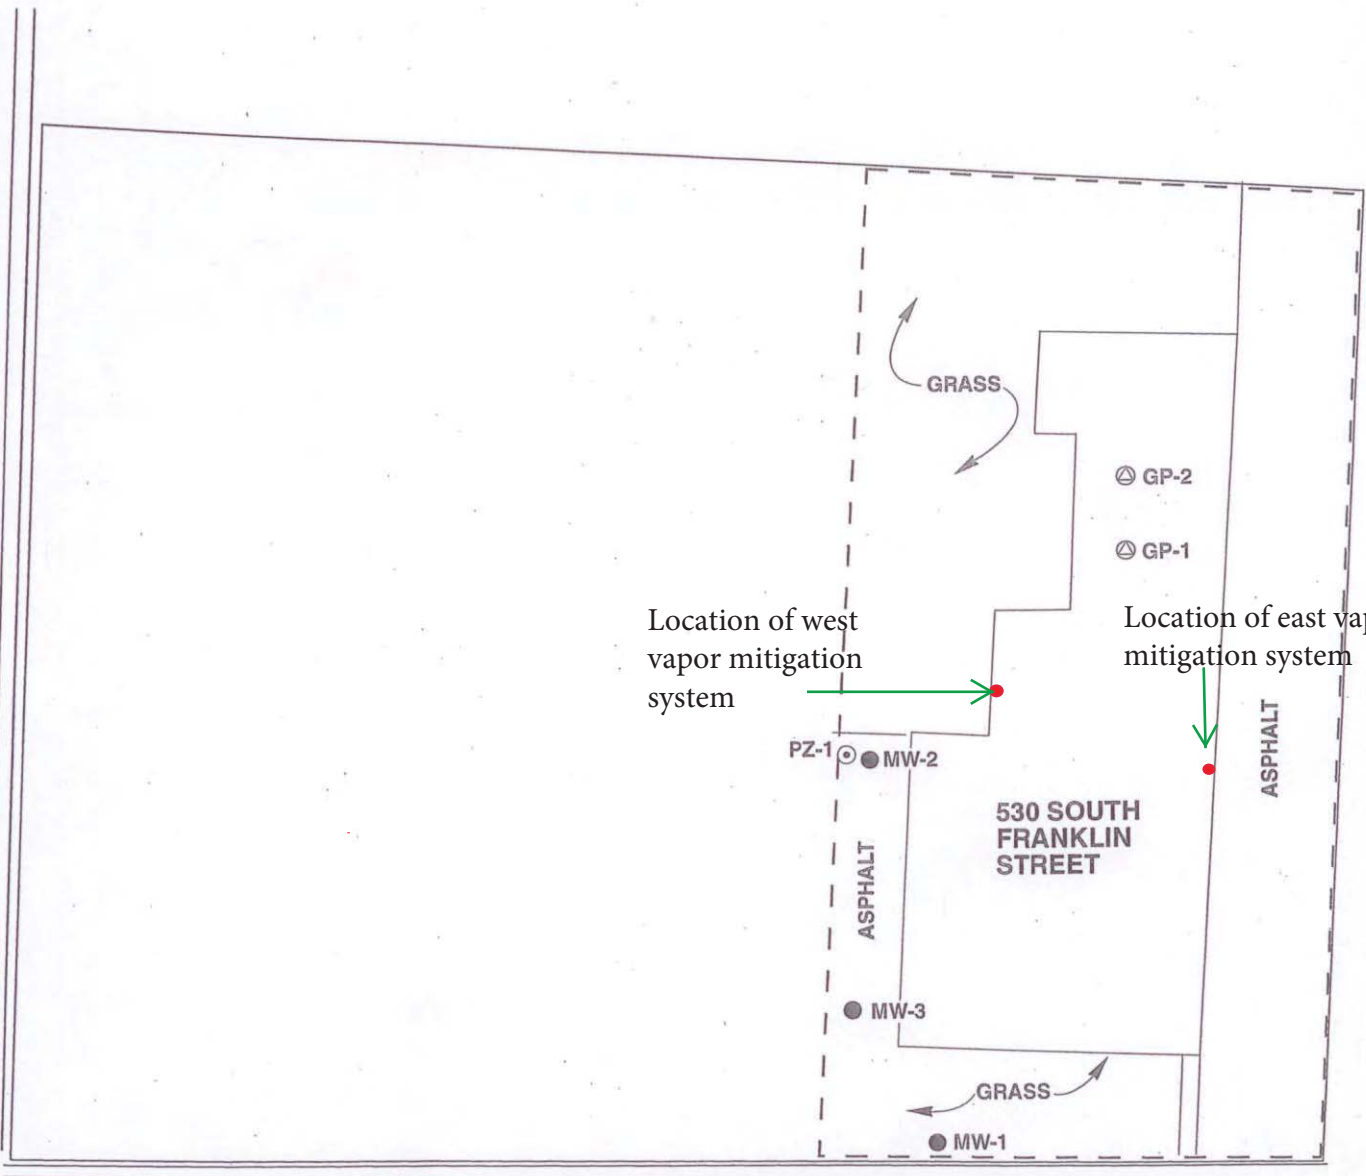 GRASS
GP-2
GP-1
Location of west
vapor mitigation
system
Location of east
mitigation system
PZ-1
MW-2
ASPHALT
530 SOUTH
FRANKLIN
STREET
ASPHALT
MW-3
GRASS
MW-1